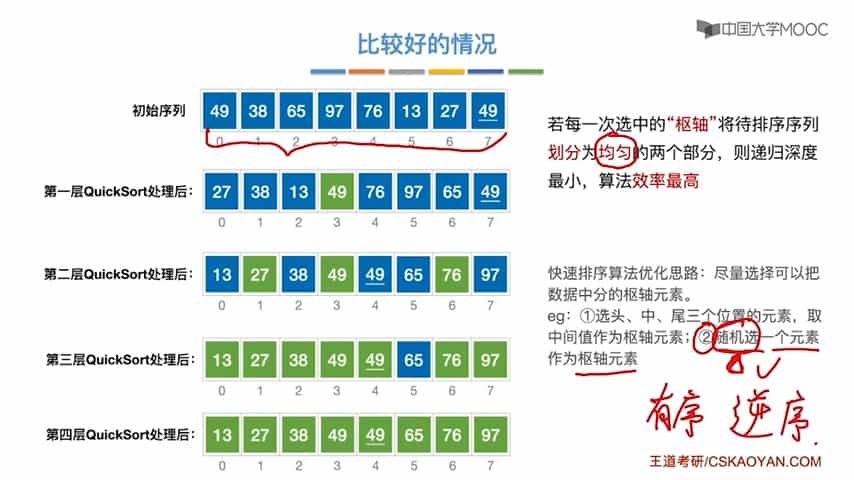 中国大学MOOC
比较好的情况
初始序列 49 38 65 97 76 13 27 49
0 1 2 3 4 5 6 7
第一层QuickSort处理后： 27 38 13 49 76 97 65 49
0 1 2 3 4 5 6 7
第二层QuickSort处理后： 13 27 38 49 49 65 76 97
0 1 2 3 4 5 6 7
第三层QuickSort处理后： 13 27 38 49 49 65 76 97
0 1 2 3 4 5 6 7
第四层QuickSort处理后： 13 27 38 49 49 65 76 97
0 1 2 3 4 5 6 7
若每一次选中的“枢轴”将待排序序列
划分为均匀的两个部分，则递归深度
最小，算法效率最高
快速排序算法优化思路：尽量选择可以把
数据中分的枢轴元素。
eg：①选头、中、尾三个位置的元素，取
中间值作为枢轴元素；②随机选一个元素
作为枢轴元素
有序 逆序
王道考研/CSKAOYAN.COM